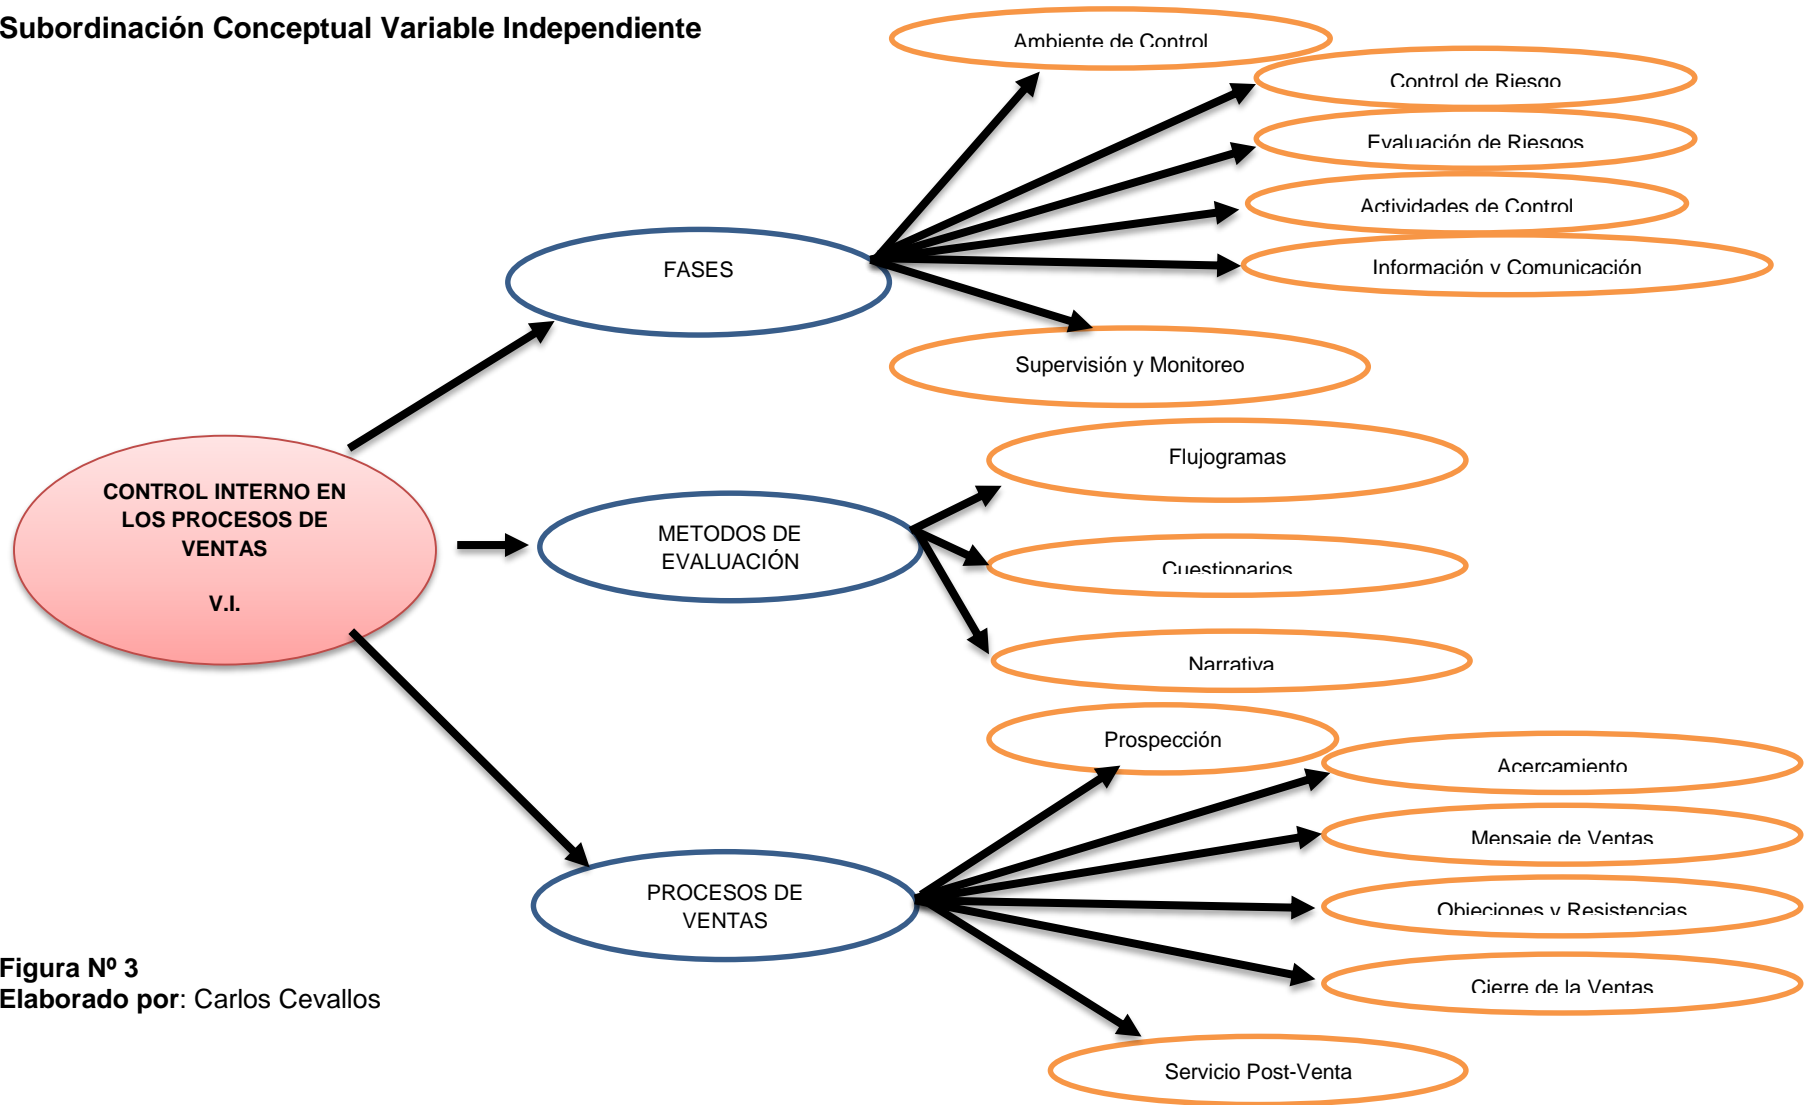 Subordinación Conceptual Variable Independiente
Ambiente de Control
Control de Riesgo
Evaluación de Riesgos
Actividades de Control
Información y Comunicación
FASES
Supervisión y Monitoreo
Flujogramas
CONTROL INTERNO EN
LOS PROCESOS DE
VENTAS
V.I.
METODOS DE
EVALUACIÓN
Cuestionarios
Narrativa
Prospección
Acercamiento
Mensaje de Ventas
PROCESOS DE
VENTAS
Objeciones y Resistencias
Cierre de la Ventas
Servicio Post-Venta
Figura Nº 3
Elaborado por: Carlos Cevallos